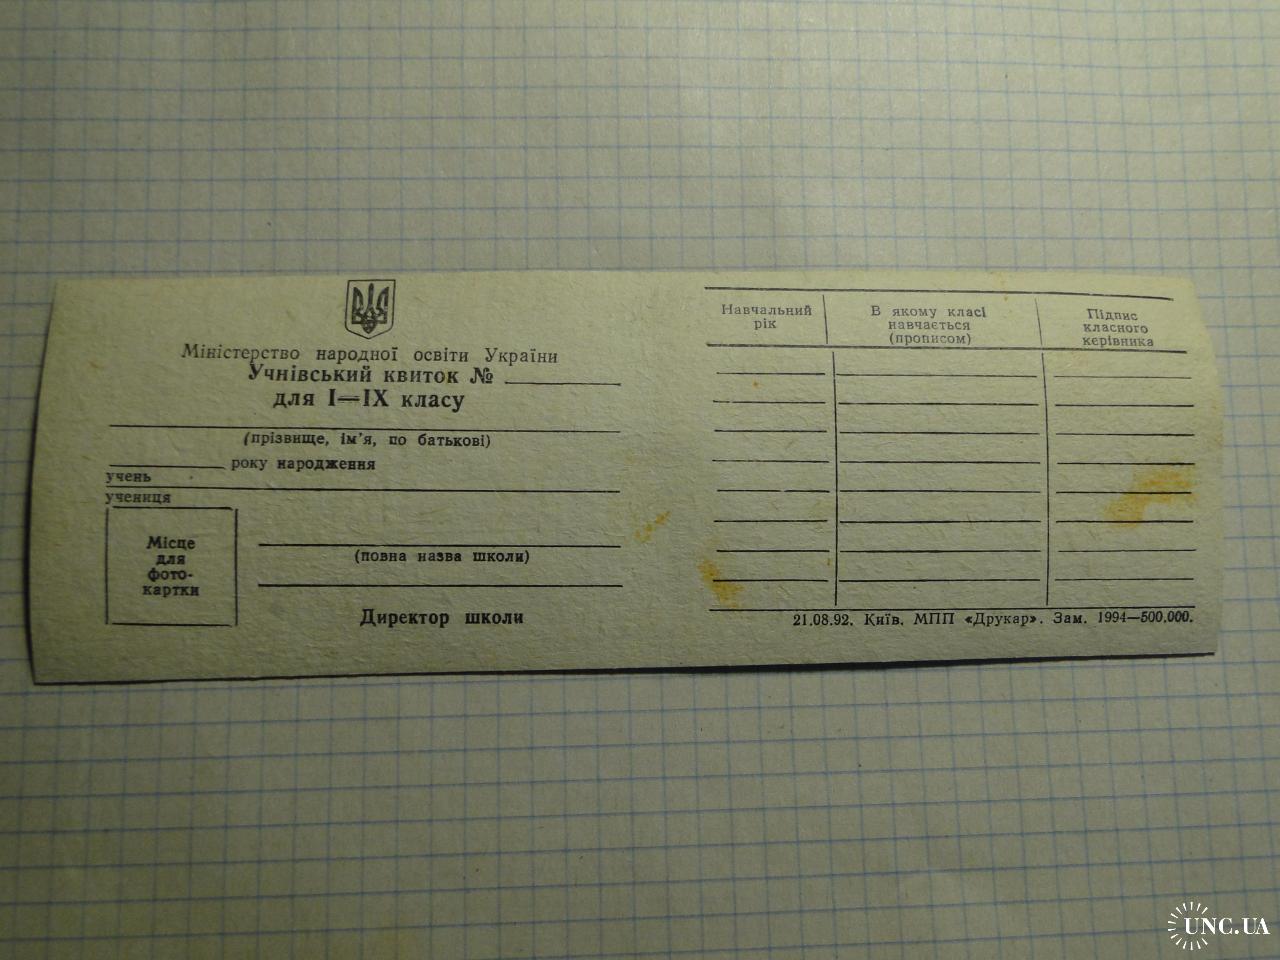 Міністерство народної освіти України
Учнівський квиток №
для I—IX класу
(прізвище, ім'я, по батькові)
року народження
учень
учениця
Місце
для
фото-
картки
(повна назва школи)
Директор школи
Навчальний
рік
В якому класі
навчається
(прописом)
Підпис
класного
керівника
21.08.92. Київ. МПП «Друкар». Зам. 1994—500.000.
UNC.UA